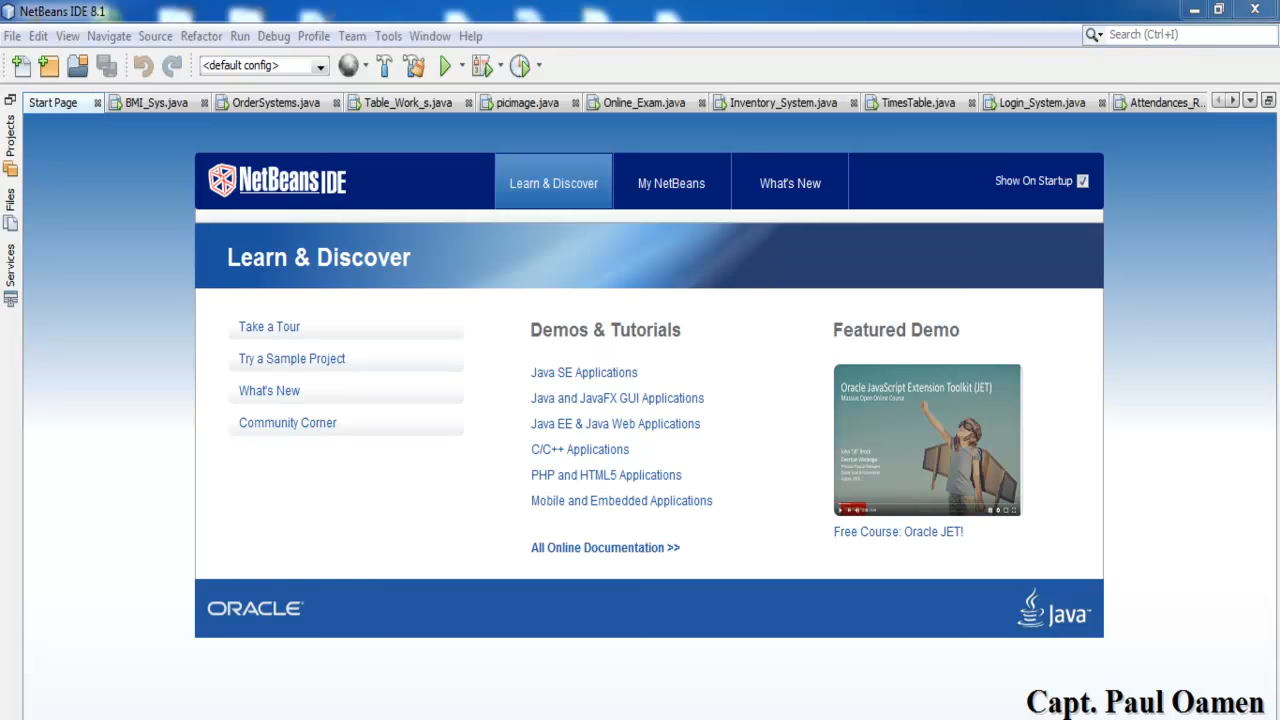 NetBeans IDE 8.1
File Edit View Navigate Source Refactor Run Debug Profile Team Tools Window Help
Search (Ctrl+I)
<default config>
Start Page BMI_Sys.java OrderSystems.java Table_Work_s.java picimage.java Online_Exam.java Inventory_System.java TimesTable.java Login_System.java Attendances_R...
Projects
Files
Services
NetBeans IDE
Learn & Discover My NetBeans What's New Show On Startup
Learn & Discover
Take a Tour
Try a Sample Project
What's New
Community Corner
Demos & Tutorials
Java SE Applications
Java and JavaFX GUI Applications
Java EE & Java Web Applications
C/C++ Applications
PHP and HTML5 Applications
Mobile and Embedded Applications
All Online Documentation >>
Featured Demo
Oracle JavaScript Extension Toolkit (JET)
Massive Open Online Course
Free Course: Oracle JET!
ORACLE
Java
Capt. Paul Oamen